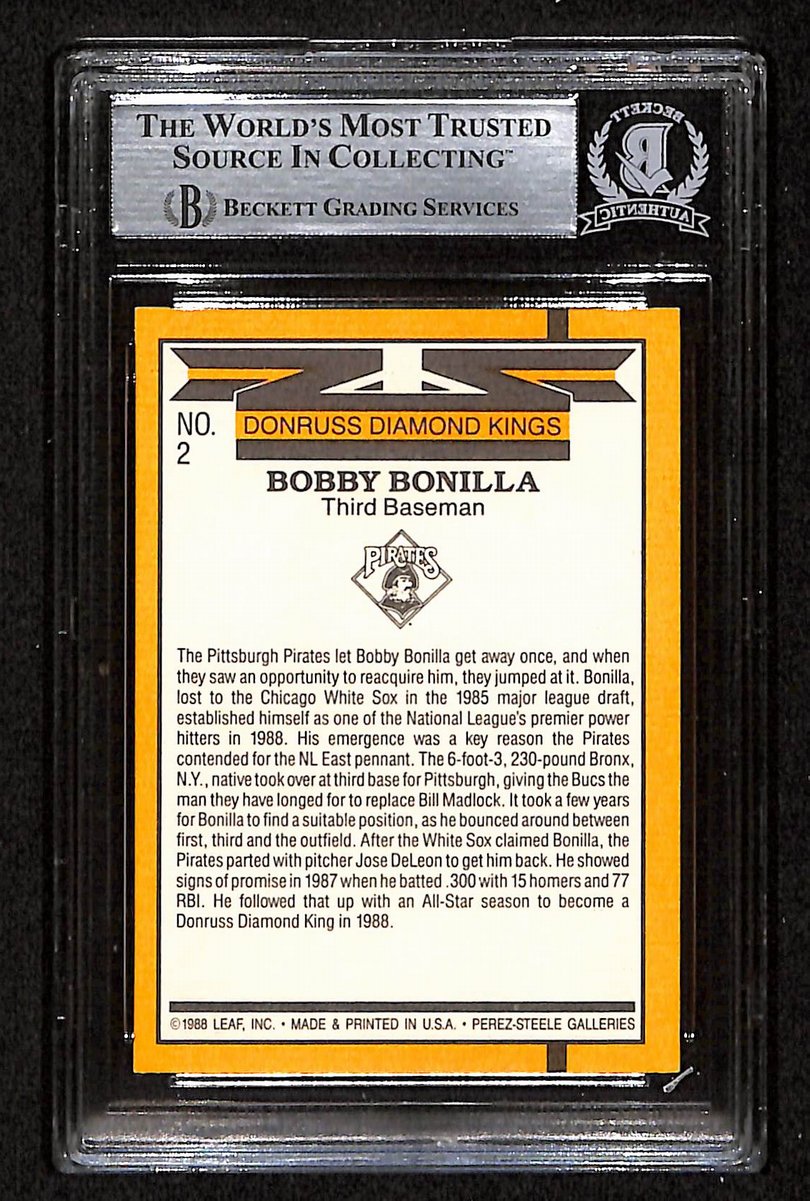 THE WORLD'S MOST TRUSTED
SOURCE IN COLLECTING™
B BECKETT GRADING SERVICES
BECKETT
B
AUTHENTIC
NO.
2
DONRUSS DIAMOND KINGS
BOBBY BONILLA
Third Baseman
PIRATES
The Pittsburgh Pirates let Bobby Bonilla get away once, and when
they saw an opportunity to reacquire him, they jumped at it. Bonilla,
lost to the Chicago White Sox in the 1985 major league draft,
established himself as one of the National League's premier power
hitters in 1988. His emergence was a key reason the Pirates
contended for the NL East pennant. The 6-foot-3, 230-pound Bronx,
N.Y., native took over at third base for Pittsburgh, giving the Bucs the
man they have longed for to replace Bill Madlock. It took a few years
for Bonilla to find a suitable position, as he bounced around between
first, third and the outfield. After the White Sox claimed Bonilla, the
Pirates parted with pitcher Jose DeLeon to get him back. He showed
signs of promise in 1987 when he batted .300 with 15 homers and 77
RBI. He followed that up with an All-Star season to become a
Donruss Diamond King in 1988.
©1988 LEAF, INC. • MADE & PRINTED IN U.S.A. • PEREZ-STEELE GALLERIES